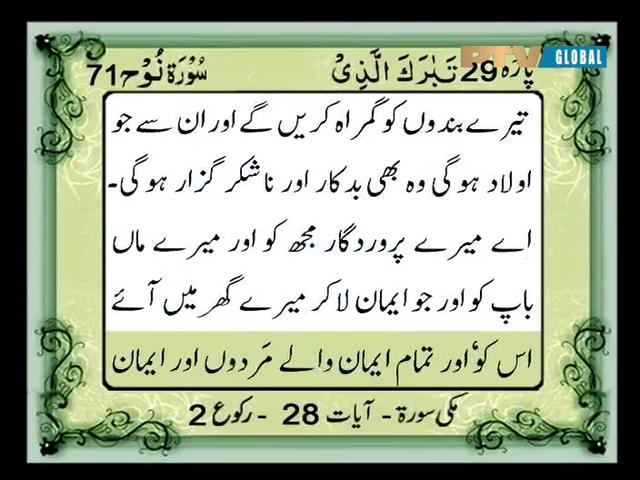 پارہ 29 تَبٰرَكَ الَّذِىْ سُوْرَة نُوْح 71
PTV GLOBAL
تیرے بندوں کو گمراہ کریں گے اور ان سے جو
اولاد ہوگی وہ بھی بدکار اور ناشکر گزار ہوگی۔
اے میرے پروردگار مجھ کو اور میرے ماں
باپ کو اور جو ایمان لا کر میرے گھر میں آئے
اس کو اور تمام ایمان والے مَردوں اور ایمان
مکی سورۃ - آیات 28 - رکوع 2